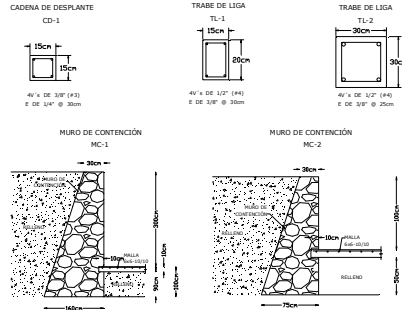 CADENA DE DESPLANTE
CD-1
15cm
15cm
4V´s DE 3/8" (#3)
E DE 1/4" @ 30cm
TRABE DE LIGA
TL-1
15cm
20cm
4V´s DE 1/2" (#4)
E DE 3/8" @ 30cm
TRABE DE LIGA
TL-2
30cm
30c
4V´s DE 1/2" (#4)
E DE 3/8" @ 25cm
MURO DE CONTENCIÓN
MC-1
30cm
MURO DE
CONTENCIÓN
RELLENO
300cm
10cm
MALLA
6x6-10/10
10cm
RELLENO
90cm
100cm
160cm
MURO DE CONTENCIÓN
MC-2
30cm
MURO DE
CONTENCIÓN
RELLENO
100cm
10cm
MALLA
6x6-10/10
RELLENO
50cm
75cm